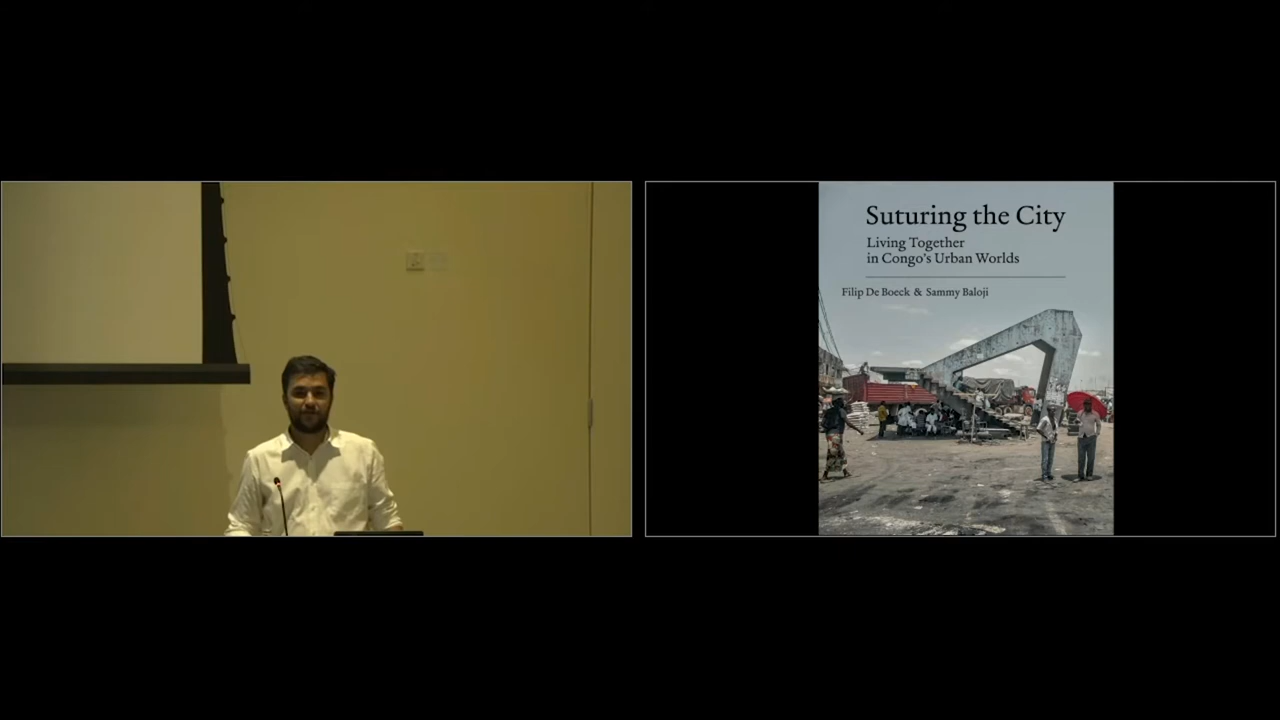 Suturing the City
Living Together
in Congo's Urban Worlds
Filip De Boeck & Sammy Baloji